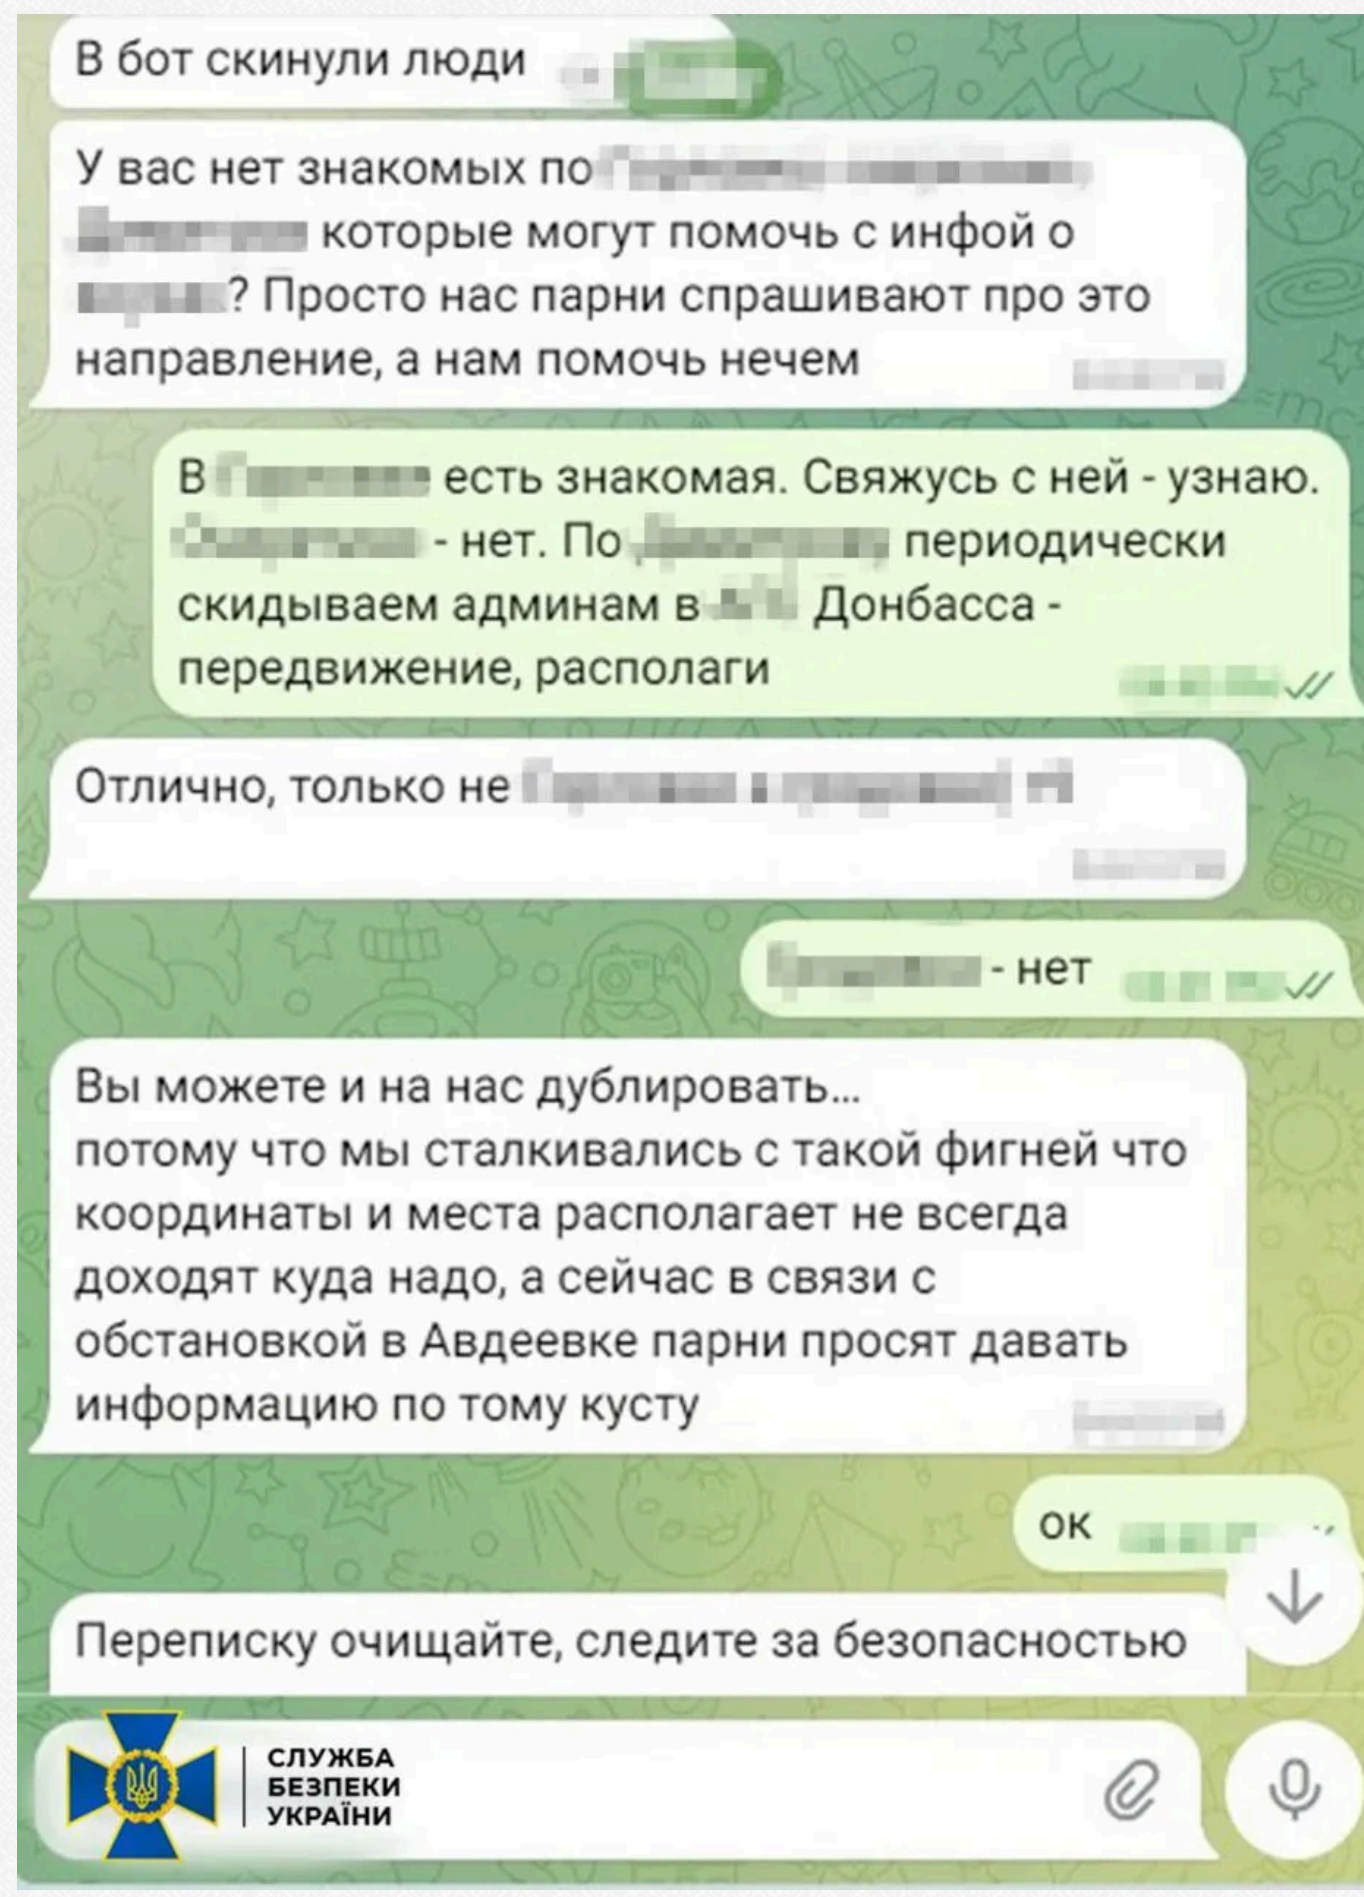 В бот скинули люди
У вас нет знакомых по
которые могут помочь с инфой о
? Просто нас парни спрашивают про это
направление, а нам помочь нечем
В есть знакомая. Свяжусь с ней - узнаю.
- нет. По периодически
скидываем админам в Донбасса -
передвижение, располаги
Отлично, только не
- нет
Вы можете и на нас дублировать...
потому что мы сталкивались с такой фигней что
координаты и места располагает не всегда
доходят куда надо, а сейчас в связи с
обстановкой в Авдеевке парни просят давать
информацию по тому кусту
ок
Переписку очищайте, следите за безопасностью
СЛУЖБА
БЕЗПЕКИ
УКРАЇНИ